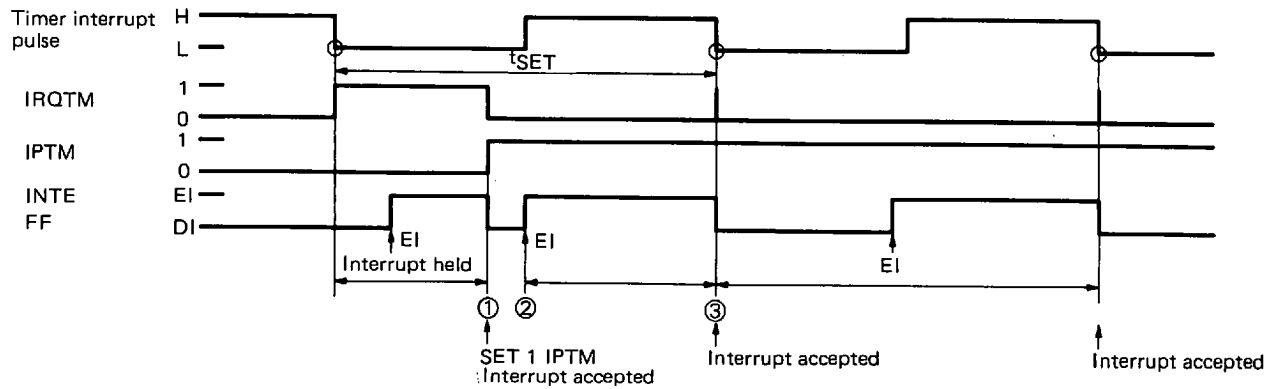 Timer interrupt pulse
H
L
tSET
IRQTM
1
0
IPTM
1
0
INTE FF
EI
DI
EI
EI
EI
Interrupt held
①
②
③
SET 1 IPTM
Interrupt accepted
Interrupt accepted
Interrupt accepted